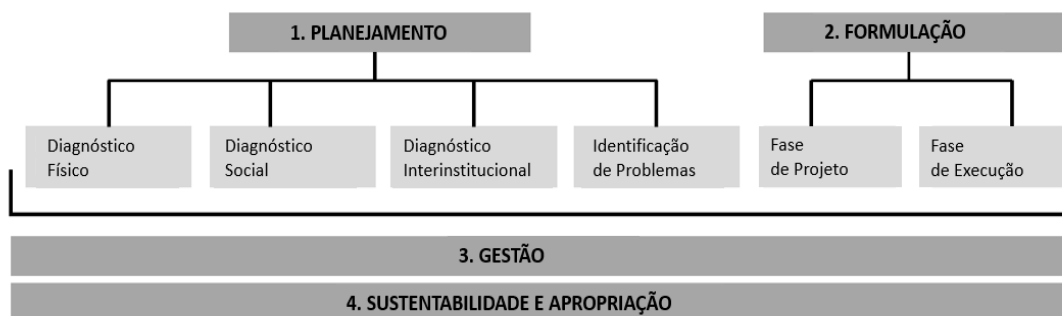 1. PLANEJAMENTO
2. FORMULAÇÃO
Diagnóstico
Físico
Diagnóstico
Social
Diagnóstico
Interinstitucional
Identificação
de Problemas
Fase
de Projeto
Fase
de Execução
3. GESTÃO
4. SUSTENTABILIDADE E APROPRIAÇÃO